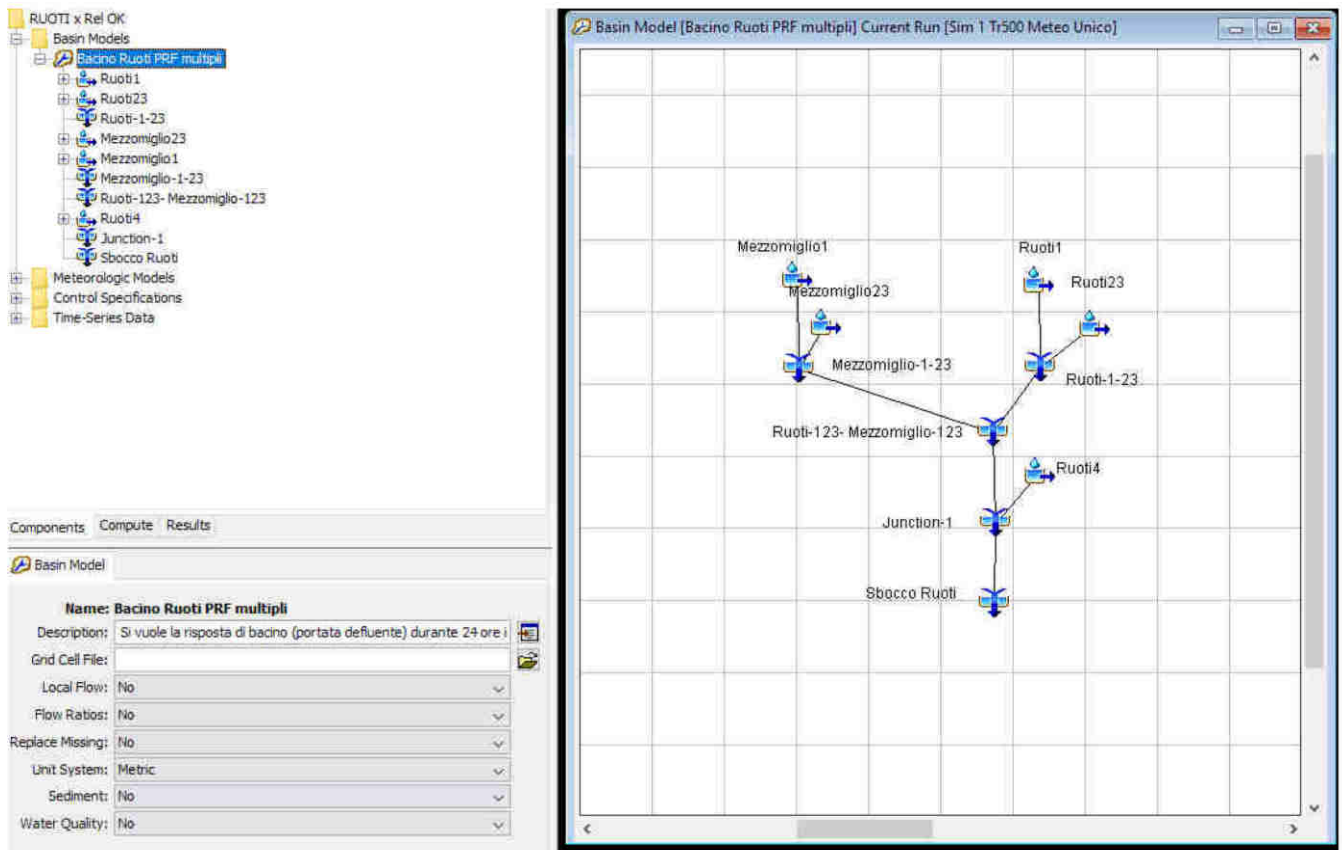 RUOTI x Rel OK
Basin Models
Bacino Ruoti PRF multipli
Ruoti1
Ruoti23
Ruoti-1-23
Mezzomiglio23
Mezzomiglio1
Mezzomiglio-1-23
Ruoti-123- Mezzomiglio-123
Ruoti4
Junction-1
Sbocco Ruoti
Meteorologic Models
Control Specifications
Time-Series Data
Components Compute Results
Basin Model
Name: Bacino Ruoti PRF multipli
Description: Si vuole la risposta di bacino (portata defluente) durante 24 ore i
Grid Cell File:
Local Flow: No
Flow Ratios: No
Replace Missing: No
Unit System: Metric
Sediment: No
Water Quality: No
Basin Model [Bacino Ruoti PRF multipli] Current Run [Sim 1 Tr500 Meteo Unico]
Mezzomiglio1
Ruoti1
Mezzomiglio23
Ruoti23
Mezzomiglio-1-23
Ruoti-1-23
Ruoti-123- Mezzomiglio-123
Ruoti4
Junction-1
Sbocco Ruoti